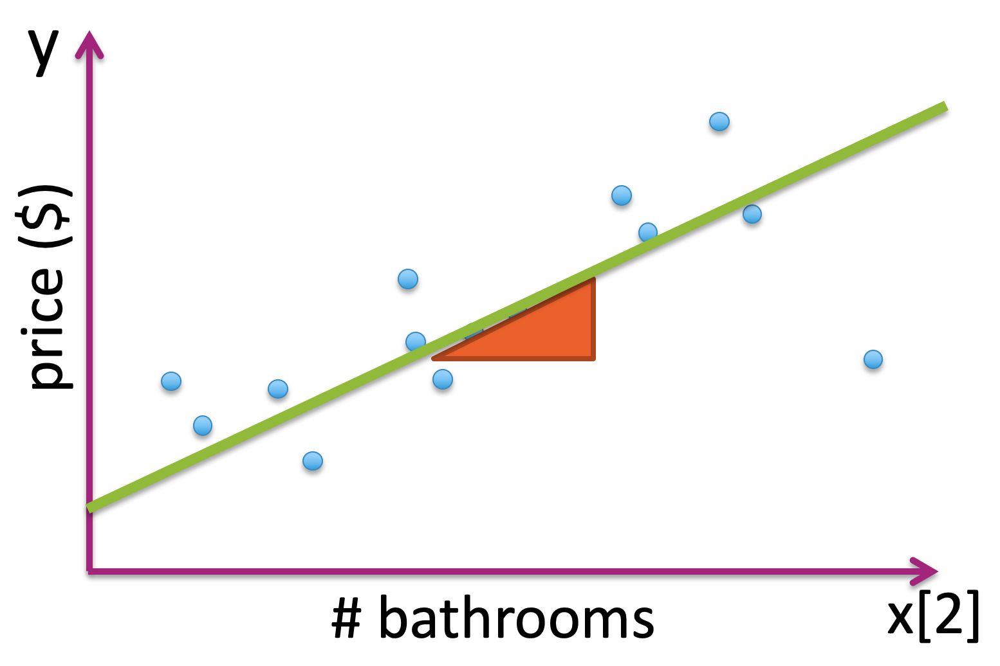 y
price ($)
# bathrooms
x[2]